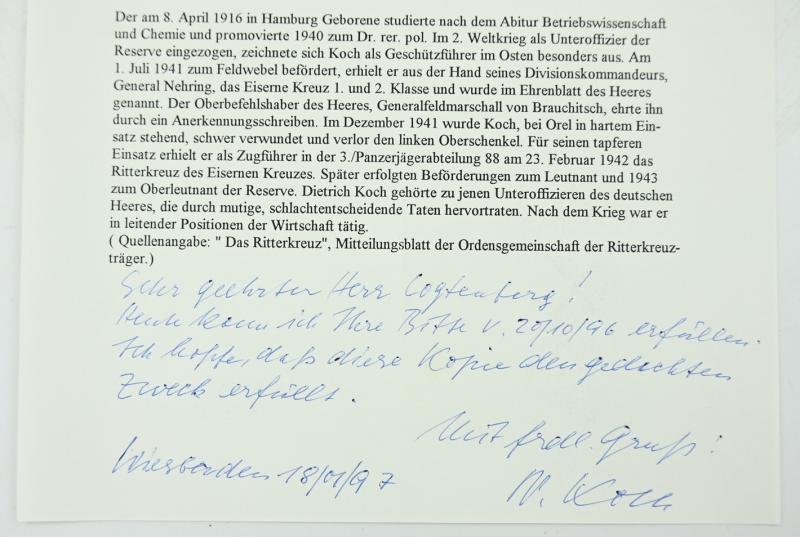 Der am 8. April 1916 in Hamburg Geborene studierte nach dem Abitur Betriebswissenschaft
und Chemie und promovierte 1940 zum Dr. rer. pol. Im 2. Weltkrieg als Unteroffizier der
Reserve eingezogen, zeichnete sich Koch als Geschützführer im Osten besonders aus. Am
1. Juli 1941 zum Feldwebel befördert, erhielt er aus der Hand seines Divisionskommandeurs,
General Nehring, das Eiserne Kreuz 1. und 2. Klasse und wurde im Ehrenblatt des Heeres
genannt. Der Oberbefehlshaber des Heeres, Generalfeldmarschall von Brauchitsch, ehrte ihn
durch ein Anerkennungsschreiben. Im Dezember 1941 wurde Koch, bei Orel in hartem Ein-
satz stehend, schwer verwundet und verlor den linken Oberschenkel. Für seinen tapferen
Einsatz erhielt er als Zugführer in der 3./Panzerjägerabteilung 88 am 23. Februar 1942 das
Ritterkreuz des Eisernen Kreuzes. Später erfolgten Beförderungen zum Leutnant und 1943
zum Oberleutnant der Reserve. Dietrich Koch gehörte zu jenen Unteroffizieren des deutschen
Heeres, die durch mutige, schlachtentscheidende Taten hervortraten. Nach dem Krieg war er
in leitender Positionen der Wirtschaft tätig.
( Quellenangabe: " Das Ritterkreuz", Mitteilungsblatt der Ordensgemeinschaft der Ritterkreuz-
träger.)
Sehr geehrter Herr Cogtenberg!
Heute kann ich Ihre Bitte v. 20/10/96 erfüllen.
Ich hoffe, daß diese Kopie den gedachten
Zweck erfüllt.
Mit frdl. Gruß:
Wiesbaden 18/01/97
Koch